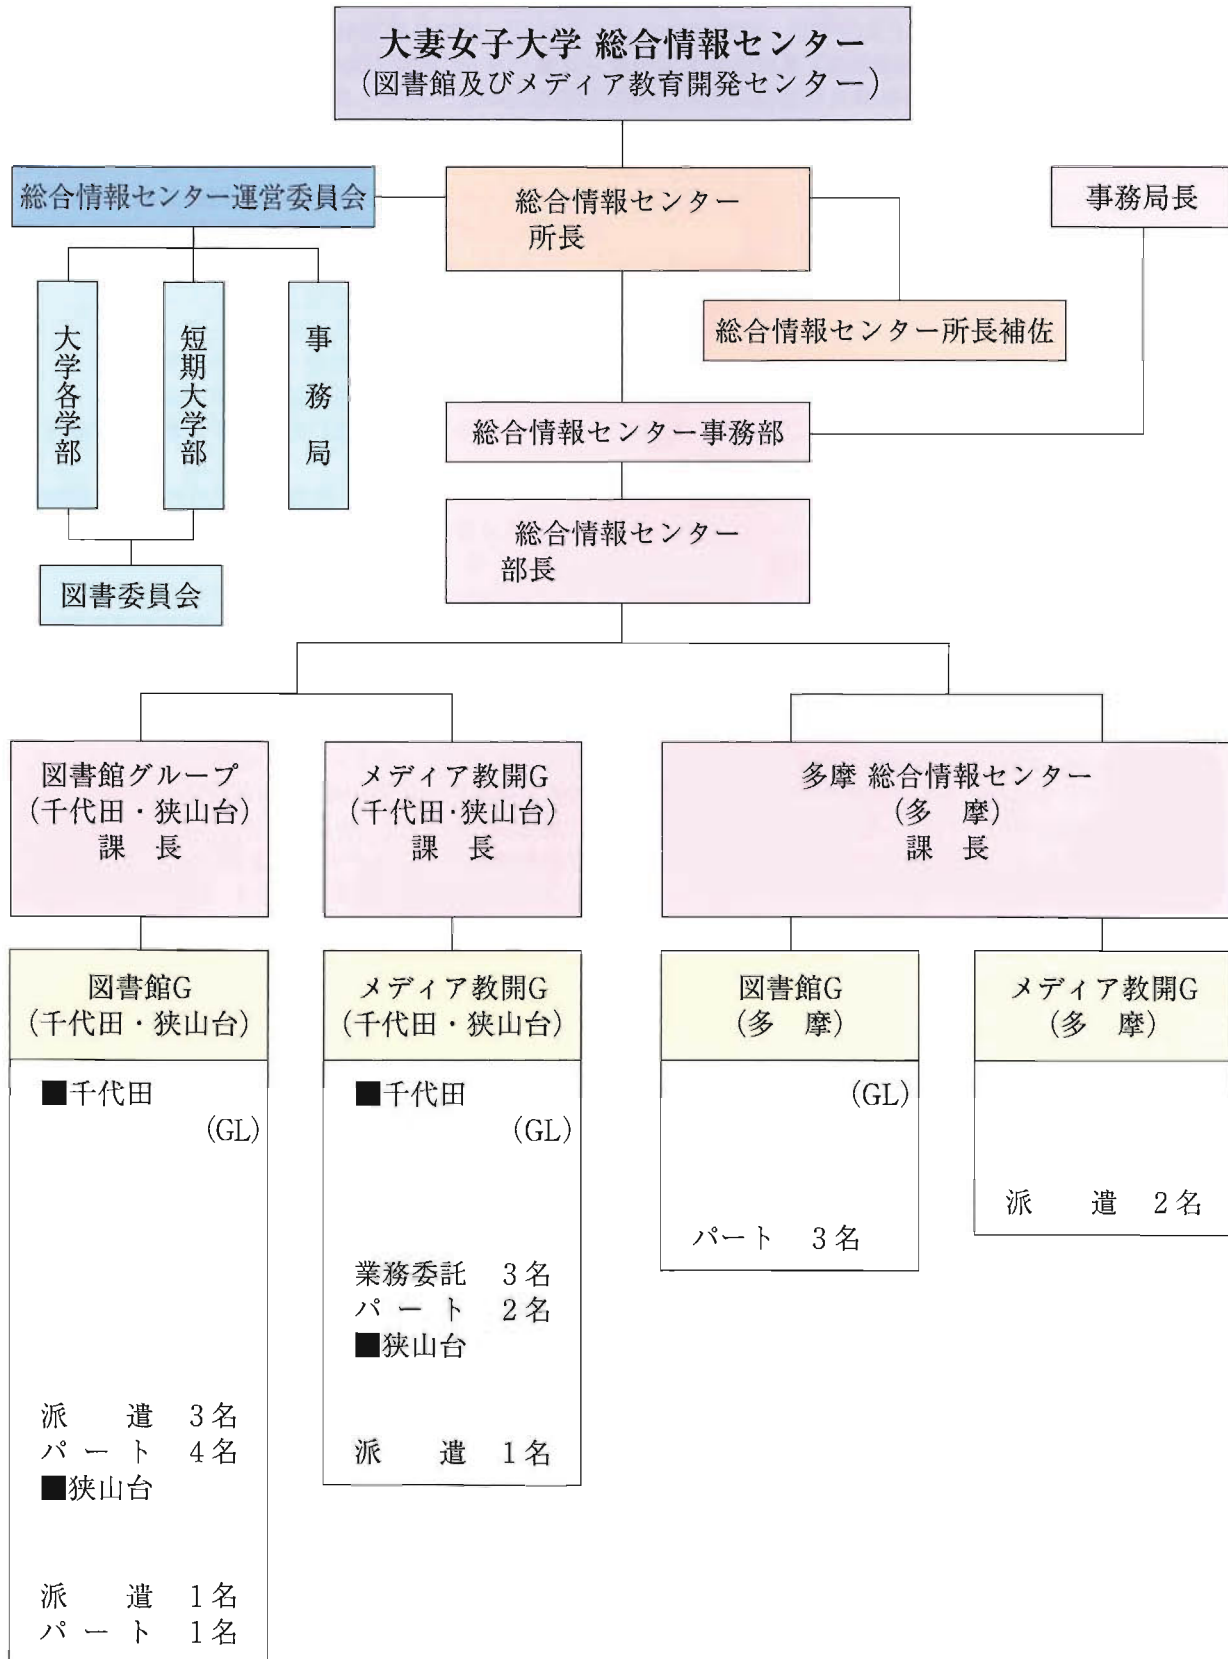 大妻女子大学 総合情報センター
(図書館及びメディア教育開発センター)
総合情報センター運営委員会
総合情報センター
所長
事務局長
総合情報センター所長補佐
大学各学部
短期大学部
事務局
総合情報センター事務部
総合情報センター
部長
図書委員会
図書館グループ
(千代田・狭山台)
課 長
メディア教開G
(千代田・狭山台)
課 長
多摩 総合情報センター
(多 摩)
課 長
図書館G
(千代田・狭山台)
メディア教開G
(千代田・狭山台)
図書館G
(多 摩)
メディア教開G
(多 摩)
■千代田
(GL)
派 遣 3名
パ ー ト 4名
■狭山台
派 遣 1名
パ ー ト 1名
■千代田
(GL)
業務委託 3名
パ ー ト 2名
■狭山台
派 遣 1名
(GL)
パート 3名
派 遣 2名